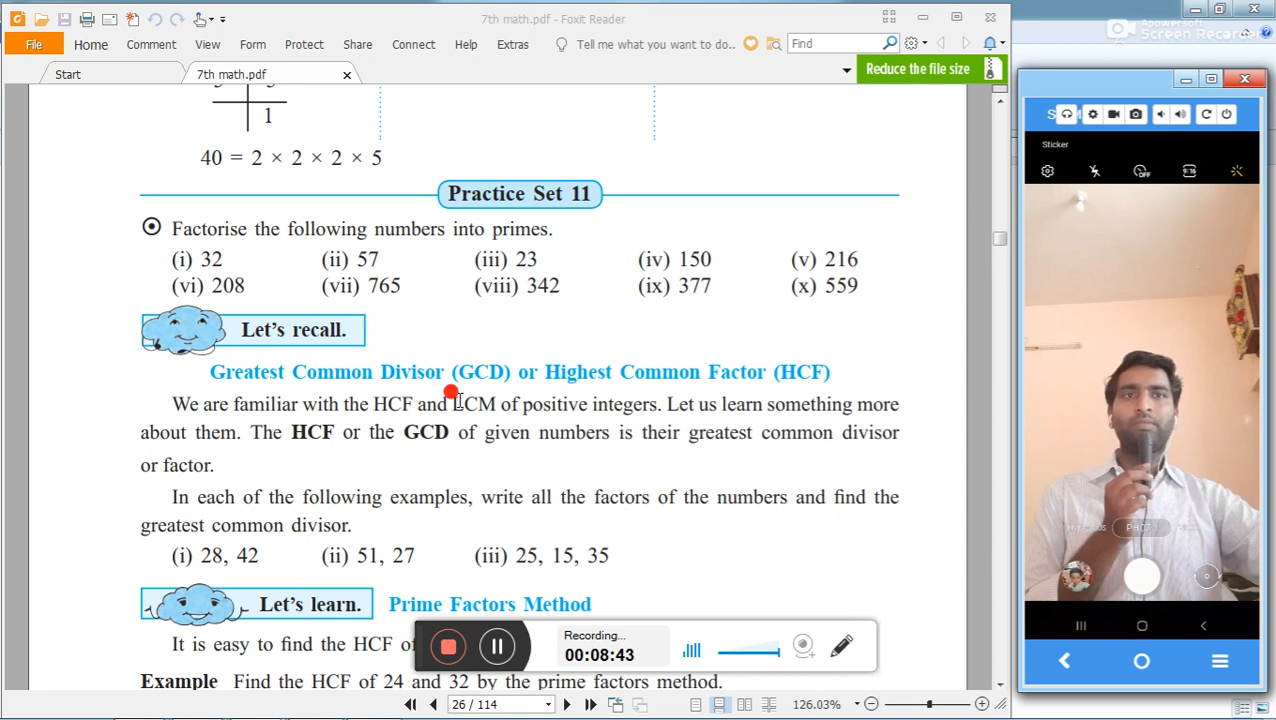 7th math.pdf - Foxit Reader
File Home Comment View Form Protect Share Connect Help Extras Tell me what you want to do.. Find
Start 7th math.pdf Reduce the file size
1
40 = 2 × 2 × 2 × 5
Practice Set 11
Factorise the following numbers into primes.
(i) 32 (ii) 57 (iii) 23 (iv) 150 (v) 216
(vi) 208 (vii) 765 (viii) 342 (ix) 377 (x) 559
Let's recall.
Greatest Common Divisor (GCD) or Highest Common Factor (HCF)
We are familiar with the HCF and LCM of positive integers. Let us learn something more
about them. The HCF or the GCD of given numbers is their greatest common divisor
or factor.
In each of the following examples, write all the factors of the numbers and find the
greatest common divisor.
(i) 28, 42 (ii) 51, 27 (iii) 25, 15, 35
Let's learn. Prime Factors Method
It is easy to find the HCF of
Example Find the HCF of 24 and 32 by the prime factors method.
Recording...
00:08:43
26 / 114 126.03%
Apowersoft
Screen Recorder
Sticker
OFF 9:16